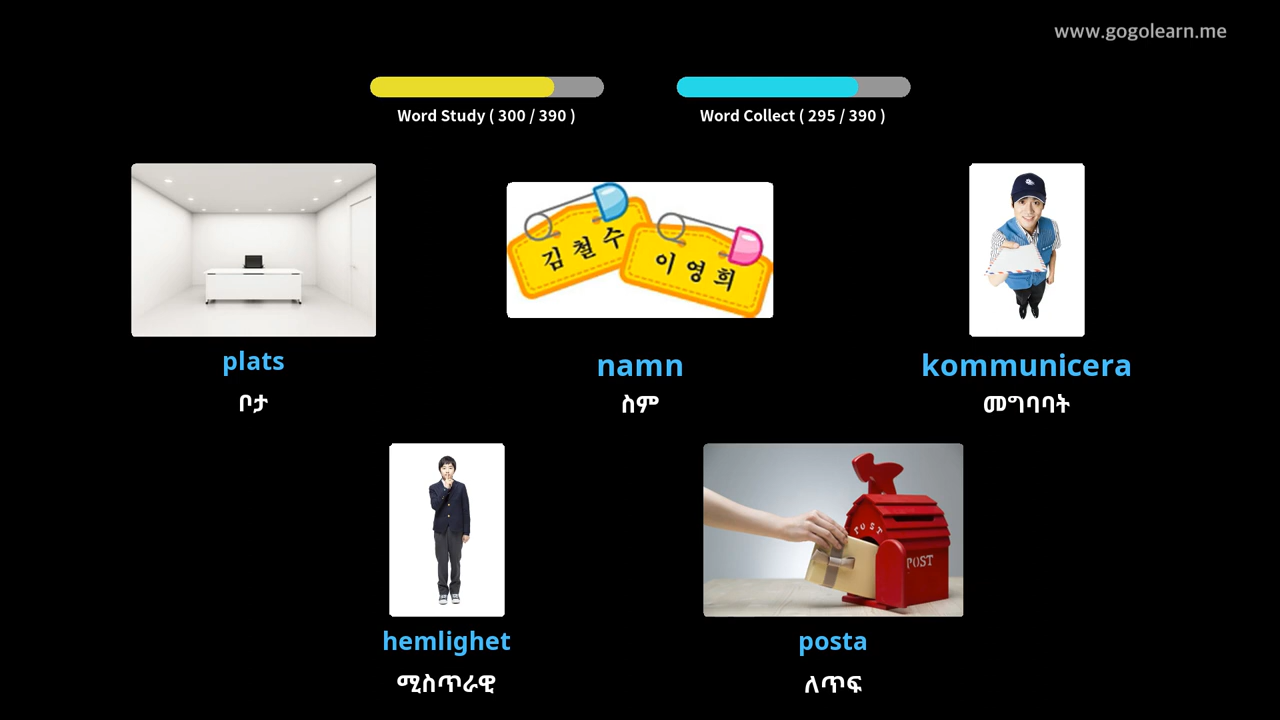 www.gogolearn.me
Word Study ( 300 / 390 )
Word Collect ( 295 / 390 )
김철수
이영희
plats
namn
kommunicera
ቦታ
ስም
መግባባት
POST
POST
hemlighet
posta
ሚስጥራዊ
ለጥፍ